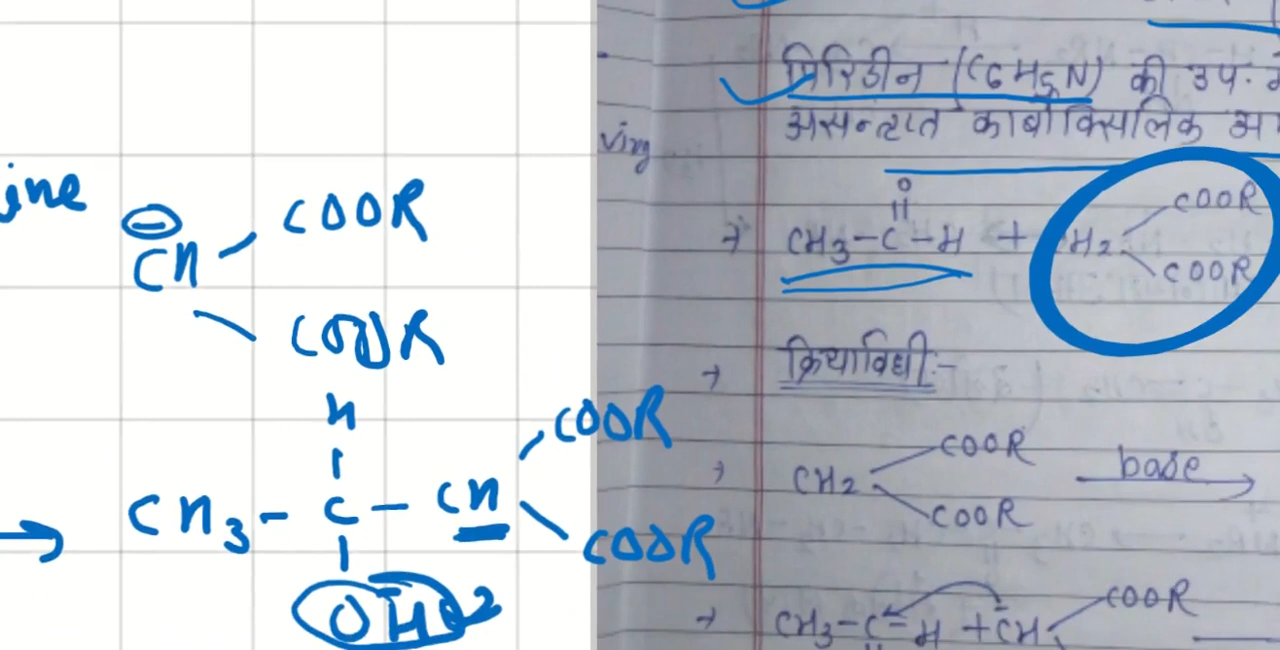 ine
⊖
CH
COOR
COOR
H
|
CH3 - C - CH
COOR
COOR
|
OH2
पिरिडीन (C6H5N) की उप.
असन्तृप्त कार्बोक्सिलिक अ
ving
O
||
→ CH3-C-H + CH2
COOR
COOR
→ क्रियाविधी:-
→ CH2
COOR
COOR
base
→ CH3-C-H + C̄H
COOR